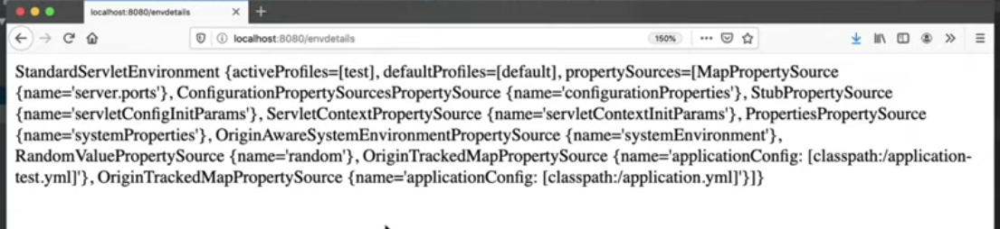 localhost:8080/envdetails
localhost:8080/envdetails
150%
StandardServletEnvironment {activeProfiles=[test], defaultProfiles=[default], propertySources=[MapPropertySource
{name='server.ports'}, ConfigurationPropertySourcesPropertySource {name='configurationProperties'}, StubPropertySource
{name='servletConfigInitParams'}, ServletContextPropertySource {name='servletContextInitParams'}, PropertiesPropertySource
{name='systemProperties'}, OriginAwareSystemEnvironmentPropertySource {name='systemEnvironment'},
RandomValuePropertySource {name='random'}, OriginTrackedMapPropertySource {name='applicationConfig: [classpath:/application-
test.yml]'}, OriginTrackedMapPropertySource {name='applicationConfig: [classpath:/application.yml]'}]}